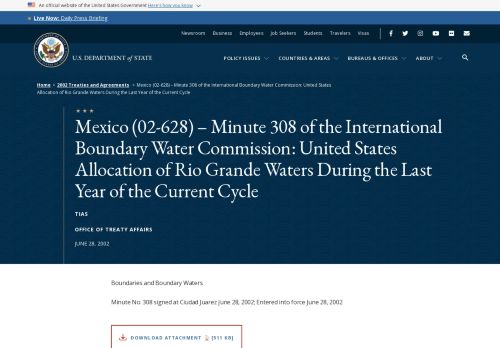 An official website of the United States Government Here's how you know
Live Now: Daily Press Briefing
Newsroom Business Employees Job Seekers Students Travelers Visas
U.S. DEPARTMENT of STATE
POLICY ISSUES COUNTRIES & AREAS BUREAUS & OFFICES ABOUT
Home > 2002 Treaties and Agreements > Mexico (02-628) – Minute 308 of the International Boundary Water Commission: United States
Allocation of Rio Grande Waters During the Last Year of the Current Cycle
Mexico (02-628) – Minute 308 of the International
Boundary Water Commission: United States
Allocation of Rio Grande Waters During the Last
Year of the Current Cycle
TIAS
OFFICE OF TREATY AFFAIRS
JUNE 28, 2002
Boundaries and Boundary Waters
Minute No. 308 signed at Ciudad Juarez June 28, 2002; Entered into force June 28, 2002
DOWNLOAD ATTACHMENT [511 KB]